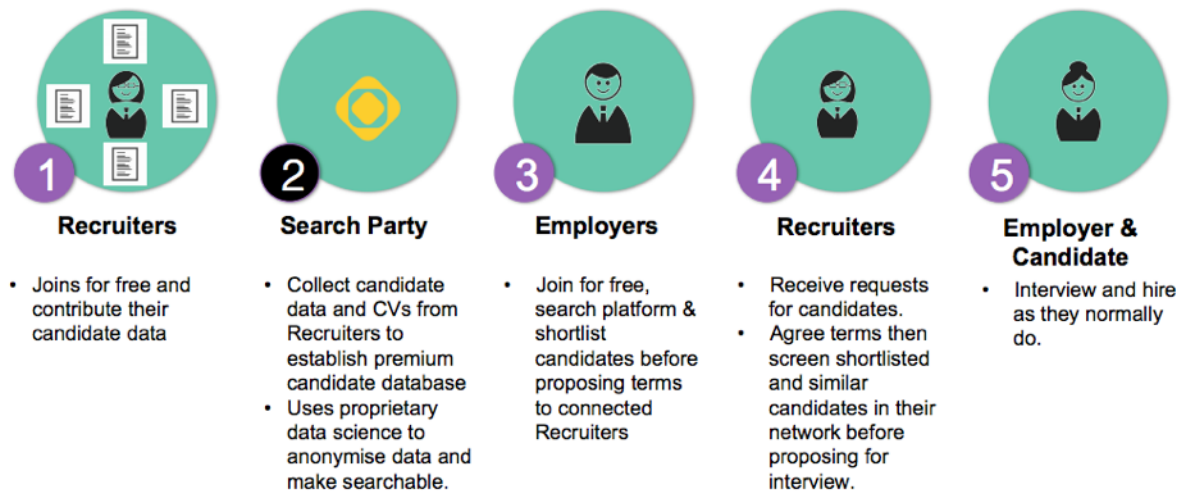 1
Recruiters
• Joins for free and
contribute their
candidate data
2
Search Party
• Collect candidate
data and CVs from
Recruiters to
establish premium
candidate database
• Uses proprietary
data science to
anonymise data and
make searchable.
3
Employers
• Join for free,
search platform &
shortlist
candidates before
proposing terms
to connected
Recruiters
4
Recruiters
• Receive requests
for candidates.
• Agree terms then
screen shortlisted
and similar
candidates in their
network before
proposing for
interview.
5
Employer &
Candidate
• Interview and hire
as they normally
do.